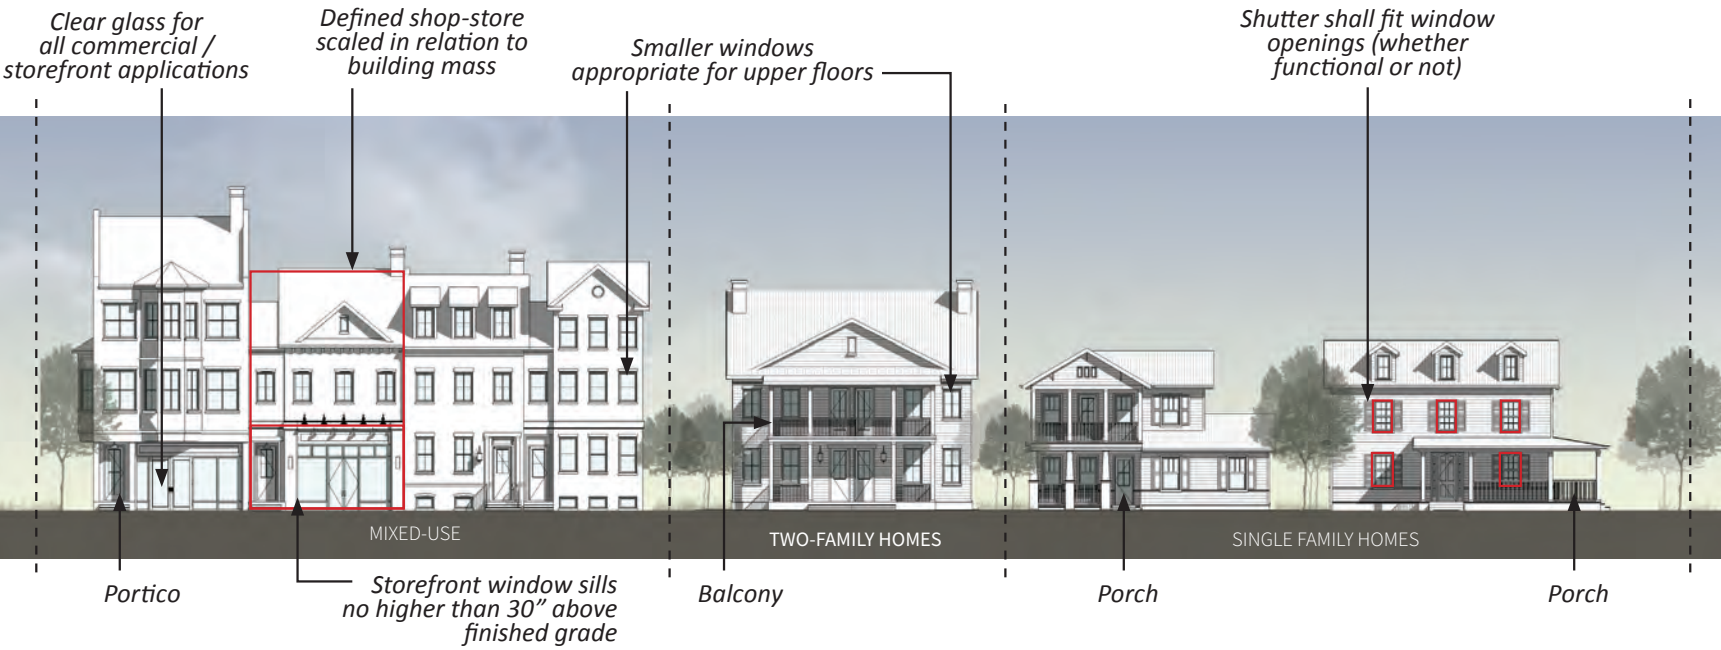 Clear glass for
all commercial /
storefront applications
Defined shop-store
scaled in relation to
building mass
Smaller windows
appropriate for upper floors
Shutter shall fit window
openings (whether
functional or not)
MIXED-USE
TWO-FAMILY HOMES
SINGLE FAMILY HOMES
Portico
Storefront window sills
no higher than 30” above
finished grade
Balcony
Porch
Porch